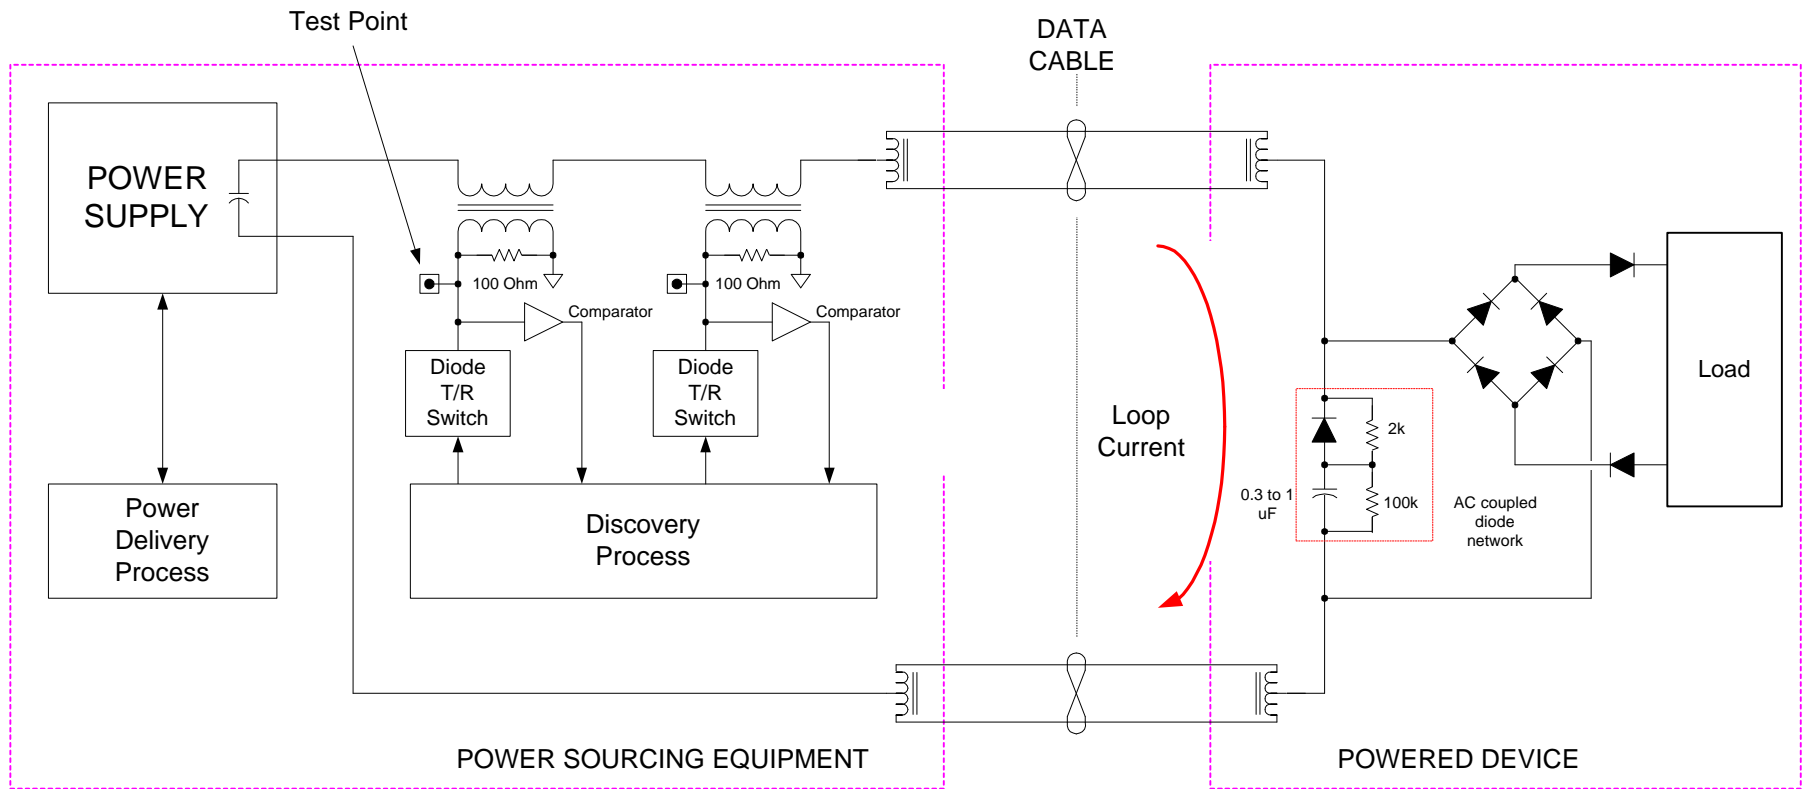 Test Point
DATA
CABLE
POWER
SUPPLY
100 Ohm
100 Ohm
Comparator
Comparator
Diode
T/R
Switch
Diode
T/R
Switch
Load
Loop
Current
2k
0.3 to 1
uF
100k
AC coupled
diode
network
Power
Delivery
Process
Discovery
Process
POWER SOURCING EQUIPMENT
POWERED DEVICE